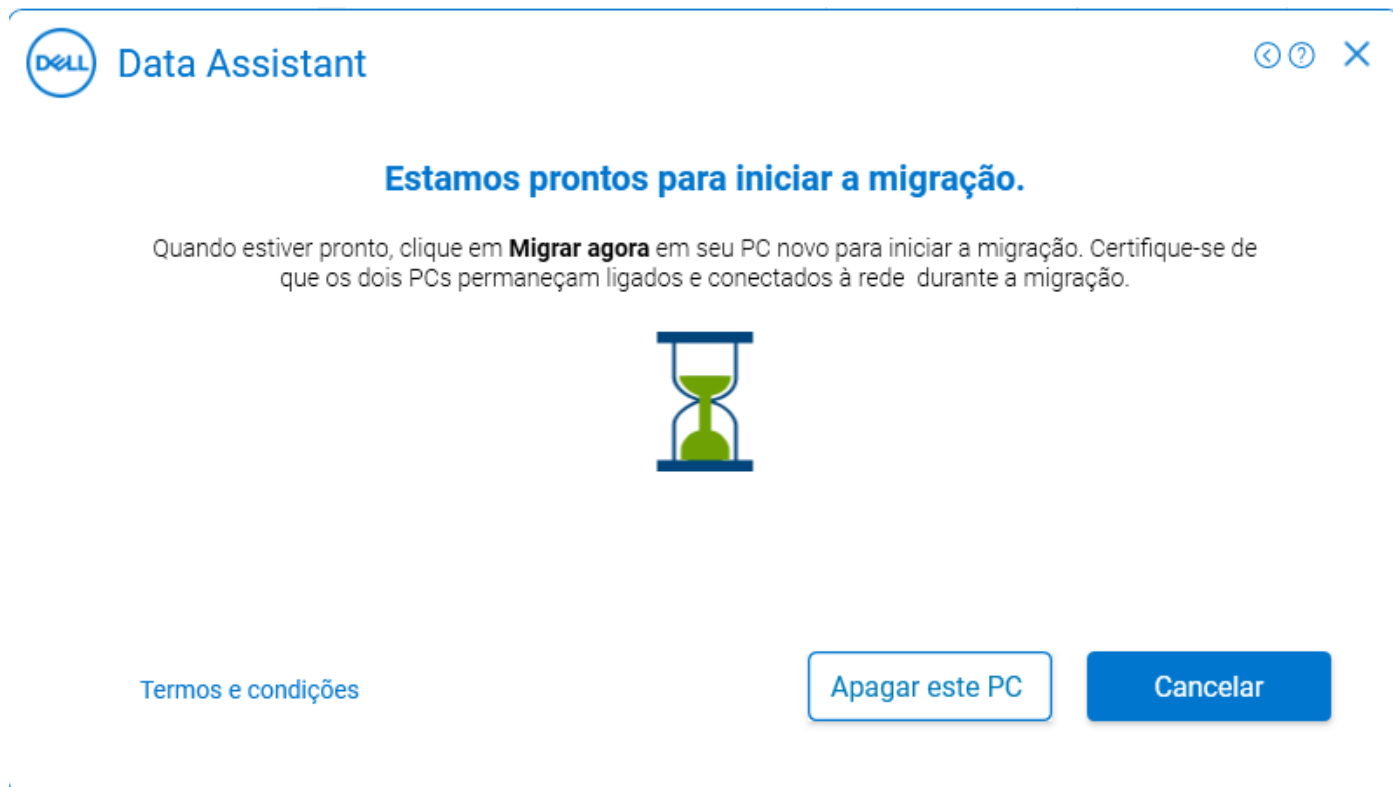 DELL Data Assistant
Estamos prontos para iniciar a migração.
Quando estiver pronto, clique em Migrar agora em seu PC novo para iniciar a migração. Certifique-se de
que os dois PCs permaneçam ligados e conectados à rede durante a migração.
Termos e condições
Apagar este PC
Cancelar